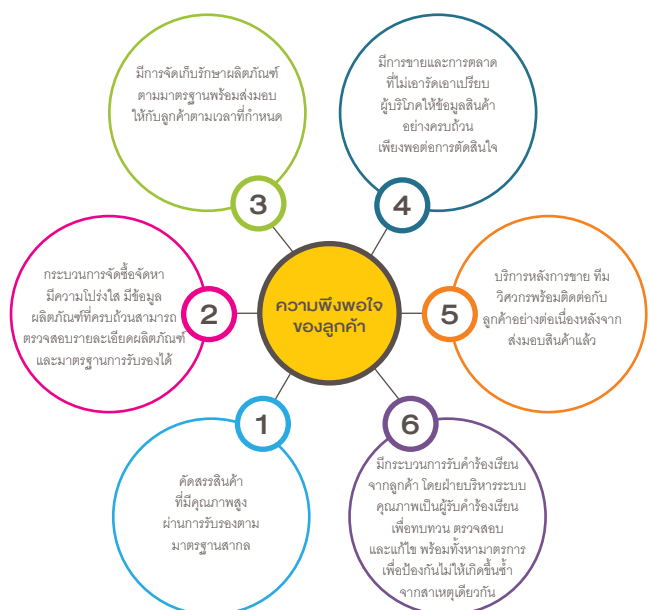 มีการจัดเก็บรักษาผลิตภัณฑ์
ตามมาตรฐานพร้อมส่งมอบ
ให้กับลูกค้าตามเวลาที่กำหนด
3
มีการขายและการตลาด
ที่ไม่เอารัดเอาเปรียบ
ผู้บริโภคให้ข้อมูลสินค้า
อย่างครบถ้วน
เพียงพอต่อการตัดสินใจ
4
กระบวนการจัดซื้อจัดหา
มีความโปร่งใส มีข้อมูล
ผลิตภัณฑ์ที่ครบถ้วนสามารถ
ตรวจสอบรายละเอียดผลิตภัณฑ์
และมาตรฐานการรับรองได้
2
ความพึงพอใจ
ของลูกค้า
5
บริการหลังการขาย ทีม
วิศวกรพร้อมติดต่อกับ
ลูกค้าอย่างต่อเนื่องหลังจาก
ส่งมอบสินค้าแล้ว
1
คัดสรรสินค้า
ที่มีคุณภาพสูง
ผ่านการรับรองตาม
มาตรฐานสากล
6
มีกระบวนการรับคำร้องเรียน
จากลูกค้า โดยฝ่ายบริหารระบบ
คุณภาพเป็นผู้รับคำร้องเรียน
เพื่อทบทวน ตรวจสอบ
และแก้ไข พร้อมทั้งหามาตรการ
เพื่อป้องกันไม่ให้เกิดขึ้นซ้ำ
จากสาเหตุเดียวกัน